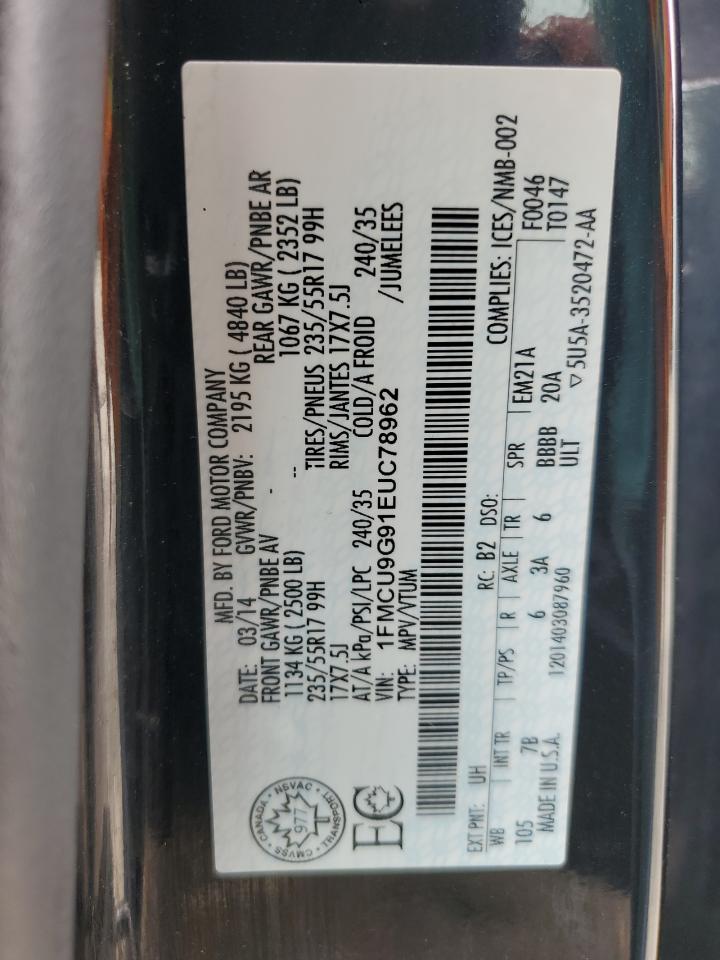 MFD. BY FORD MOTOR COMPANY
DATE: 03/14 GVWR/PNBV: 2195 KG ( 4840 LB)
FRONT GAWR/PNBE AV REAR GAWR/PNBE AR
1134 KG ( 2500 LB) 1067 KG ( 2352 LB)
235/55R17 99H -- TIRES/PNEUS 235/55R17 99H
17X7.5J RIMS/JANTES 17X7.5J
AT/A kPa/PSI/LPC 240/35 COLD/A FROID 240/35
VIN: 1FMCU9G91EUC78962 /JUMELEES
TYPE: MPV/VTUM
CANADA • NSVAC • TRANSPORT • CMVSS
977
EC
EXT PNT: UH RC: B2 DSO: COMPLIES: ICES/NMB-002
WB INT TR TP/PS R AXLE TR SPR EM21A F0046
105 7B 6 3A 6 BBBB 20A T0147
ULT
MADE IN U.S.A. 1201403087960 ▽5U5A-3520472-AA